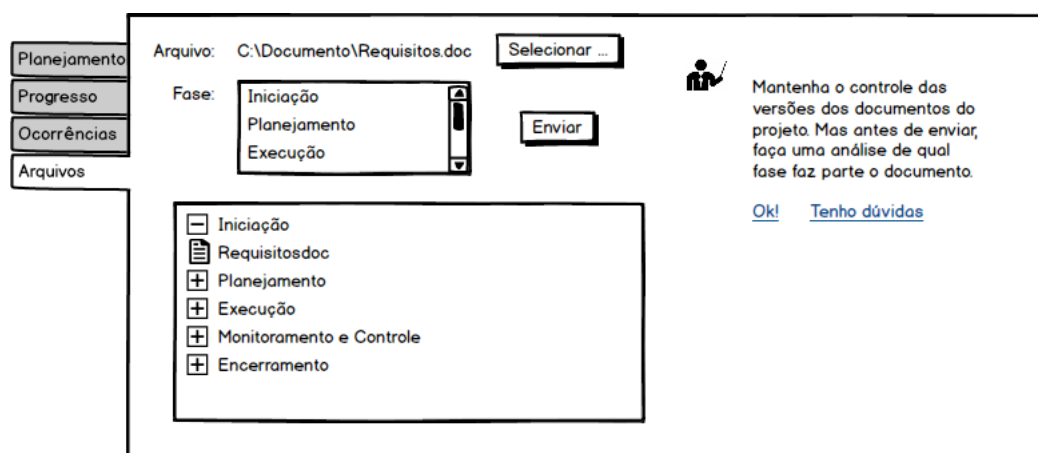 Planejamento
Progresso
Ocorrências
Arquivos
Arquivo: C:\Documento\Requisitos.doc Selecionar ...
Fase:
Iniciação
Planejamento
Execução
Enviar
Iniciação
Requisitosdoc
Planejamento
Execução
Monitoramento e Controle
Encerramento
Mantenha o controle das
versões dos documentos do
projeto. Mas antes de enviar,
faça uma análise de qual
fase faz parte o documento.
Ok! Tenho dúvidas